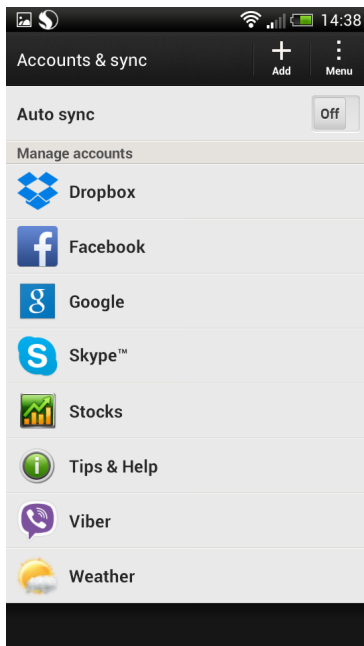 14:38
Accounts & sync
Add
Menu
Auto sync
Off
Manage accounts
Dropbox
Facebook
Google
Skype™
Stocks
Tips & Help
Viber
Weather